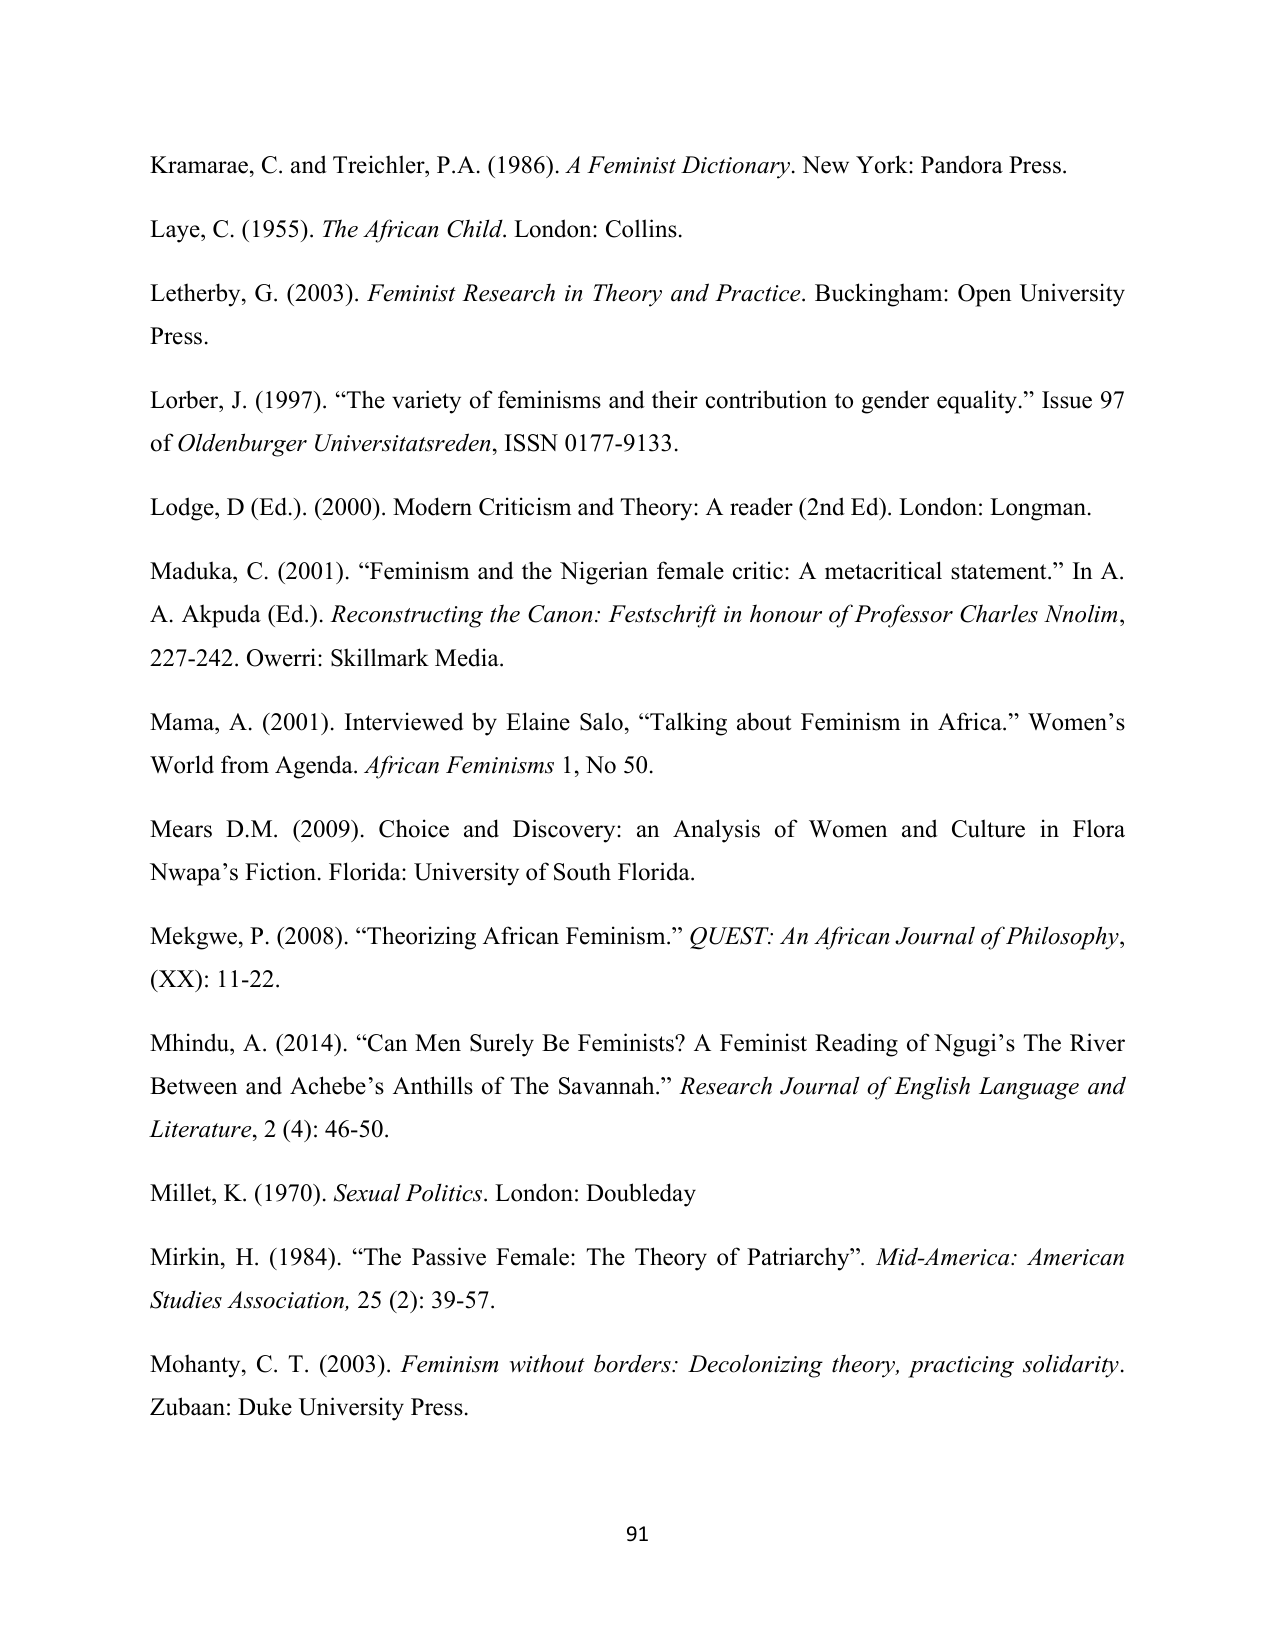 Kramarae, C. and Treichler, P.A. (1986). A Feminist Dictionary. New York: Pandora Press.
Laye, C. (1955). The African Child. London: Collins.
Letherby, G. (2003). Feminist Research in Theory and Practice. Buckingham: Open University
Press.
Lorber, J. (1997). “The variety of feminisms and their contribution to gender equality.” Issue 97
of Oldenburger Universitatsreden, ISSN 0177-9133.
Lodge, D (Ed.). (2000). Modern Criticism and Theory: A reader (2nd Ed). London: Longman.
Maduka, C. (2001). “Feminism and the Nigerian female critic: A metacritical statement.” In A.
A. Akpuda (Ed.). Reconstructing the Canon: Festschrift in honour of Professor Charles Nnolim,
227-242. Owerri: Skillmark Media.
Mama, A. (2001). Interviewed by Elaine Salo, “Talking about Feminism in Africa.” Women’s
World from Agenda. African Feminisms 1, No 50.
Mears D.M. (2009). Choice and Discovery: an Analysis of Women and Culture in Flora
Nwapa’s Fiction. Florida: University of South Florida.
Mekgwe, P. (2008). “Theorizing African Feminism.” QUEST: An African Journal of Philosophy,
(XX): 11-22.
Mhindu, A. (2014). “Can Men Surely Be Feminists? A Feminist Reading of Ngugi’s The River
Between and Achebe’s Anthills of The Savannah.” Research Journal of English Language and
Literature, 2 (4): 46-50.
Millet, K. (1970). Sexual Politics. London: Doubleday
Mirkin, H. (1984). “The Passive Female: The Theory of Patriarchy”. Mid-America: American
Studies Association, 25 (2): 39-57.
Mohanty, C. T. (2003). Feminism without borders: Decolonizing theory, practicing solidarity.
Zubaan: Duke University Press.
91